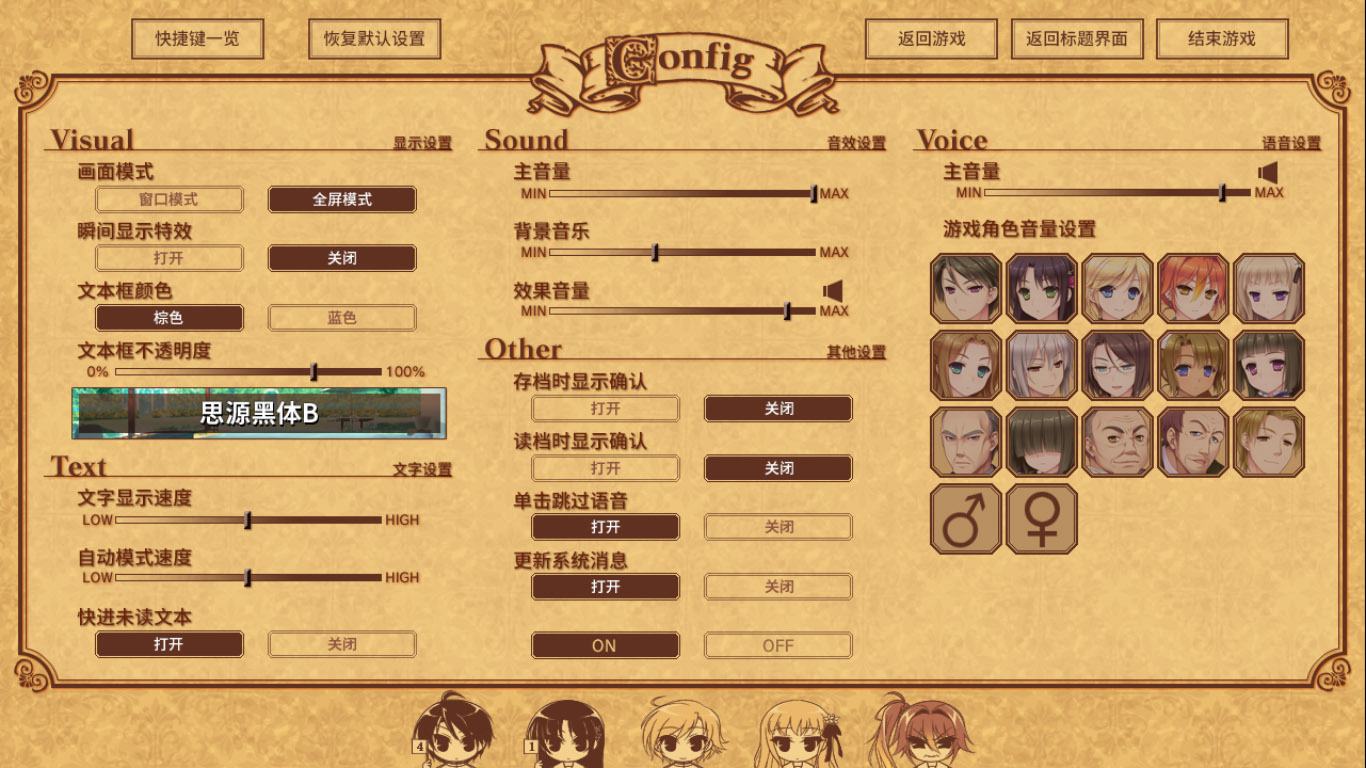 快捷键一览
恢复默认设置
Config
返回游戏
返回标题界面
结束游戏
Visual 显示设置
画面模式
窗口模式 全屏模式
瞬间显示特效
打开 关闭
文本框颜色
棕色 蓝色
文本框不透明度
0% 100%
思源黑体B
Text 文字设置
文字显示速度
LOW HIGH
自动模式速度
LOW HIGH
快进未读文本
打开 关闭
Sound 音效设置
主音量
MIN MAX
背景音乐
MIN MAX
效果音量
MIN MAX
Other 其他设置
存档时显示确认
打开 关闭
读档时显示确认
打开 关闭
单击跳过语音
打开 关闭
更新系统消息
打开 关闭
ON OFF
Voice 语音设置
主音量
MIN MAX
游戏角色音量设置
♂ ♀
4
1